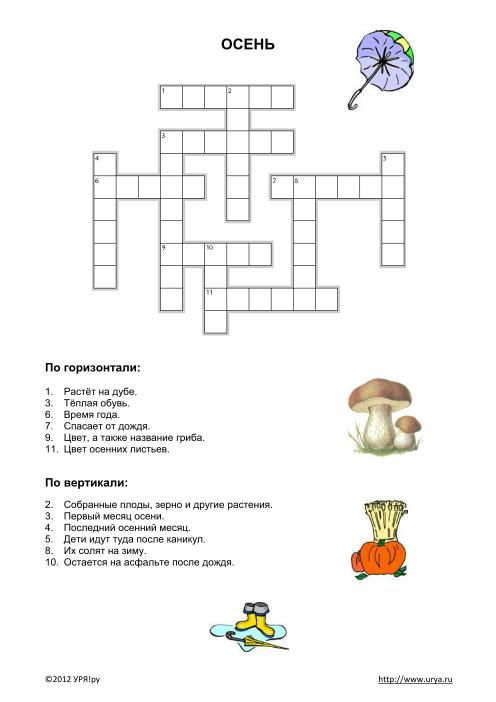 ОСЕНЬ
1 2
3
4 5
6 7 8
9 10
11
По горизонтали:
1. Растёт на дубе.
3. Тёплая обувь.
6. Время года.
7. Спасает от дождя.
9. Цвет, а также название гриба.
11. Цвет осенних листьев.
По вертикали:
2. Собранные плоды, зерно и другие растения.
3. Первый месяц осени.
4. Последний осенний месяц.
5. Дети идут туда после каникул.
8. Их солят на зиму.
10. Остается на асфальте после дождя.
©2012 УРЯ!ру http://www.urya.ru